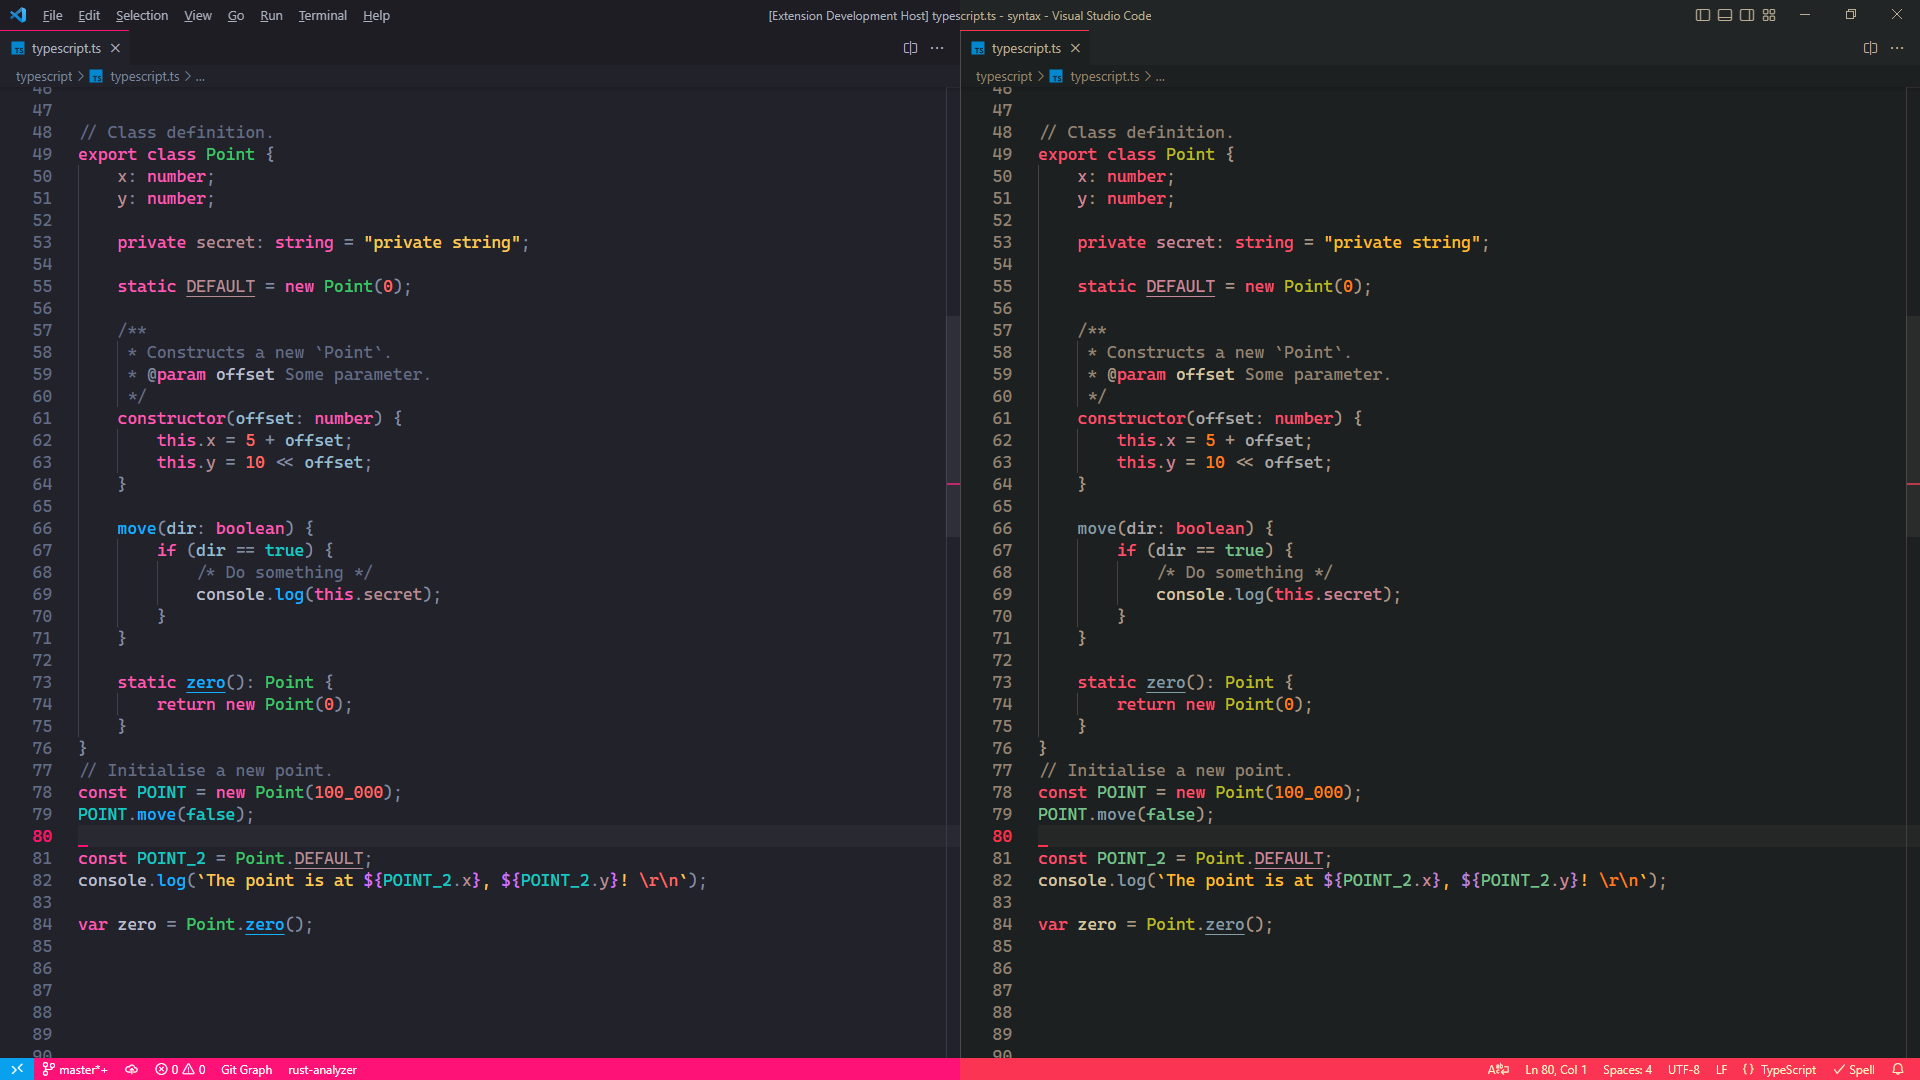 File Edit Selection View Go Run Terminal Help
[Extension Development Host] typescript.ts - syntax - Visual Studio Code
typescript.ts
typescript > typescript.ts > ...
46
47
48 // Class definition.
49 export class Point {
50 x: number;
51 y: number;
52
53 private secret: string = "private string";
54
55 static DEFAULT = new Point(0);
56
57 /**
58 * Constructs a new `Point`.
59 * @param offset Some parameter.
60 */
61 constructor(offset: number) {
62 this.x = 5 + offset;
63 this.y = 10 << offset;
64 }
65
66 move(dir: boolean) {
67 if (dir == true) {
68 /* Do something */
69 console.log(this.secret);
70 }
71 }
72
73 static zero(): Point {
74 return new Point(0);
75 }
76 }
77 // Initialise a new point.
78 const POINT = new Point(100_000);
79 POINT.move(false);
80
81 const POINT_2 = Point.DEFAULT;
82 console.log(`The point is at ${POINT_2.x}, ${POINT_2.y}! \r\n`);
83
84 var zero = Point.zero();
85
86
87
88
89
90
typescript.ts
typescript > typescript.ts > ...
46
47
48 // Class definition.
49 export class Point {
50 x: number;
51 y: number;
52
53 private secret: string = "private string";
54
55 static DEFAULT = new Point(0);
56
57 /**
58 * Constructs a new `Point`.
59 * @param offset Some parameter.
60 */
61 constructor(offset: number) {
62 this.x = 5 + offset;
63 this.y = 10 << offset;
64 }
65
66 move(dir: boolean) {
67 if (dir == true) {
68 /* Do something */
69 console.log(this.secret);
70 }
71 }
72
73 static zero(): Point {
74 return new Point(0);
75 }
76 }
77 // Initialise a new point.
78 const POINT = new Point(100_000);
79 POINT.move(false);
80
81 const POINT_2 = Point.DEFAULT;
82 console.log(`The point is at ${POINT_2.x}, ${POINT_2.y}! \r\n`);
83
84 var zero = Point.zero();
85
86
87
88
89
90
master*+ 0 0 Git Graph rust-analyzer
Ln 80, Col 1 Spaces: 4 UTF-8 LF {} TypeScript Spell